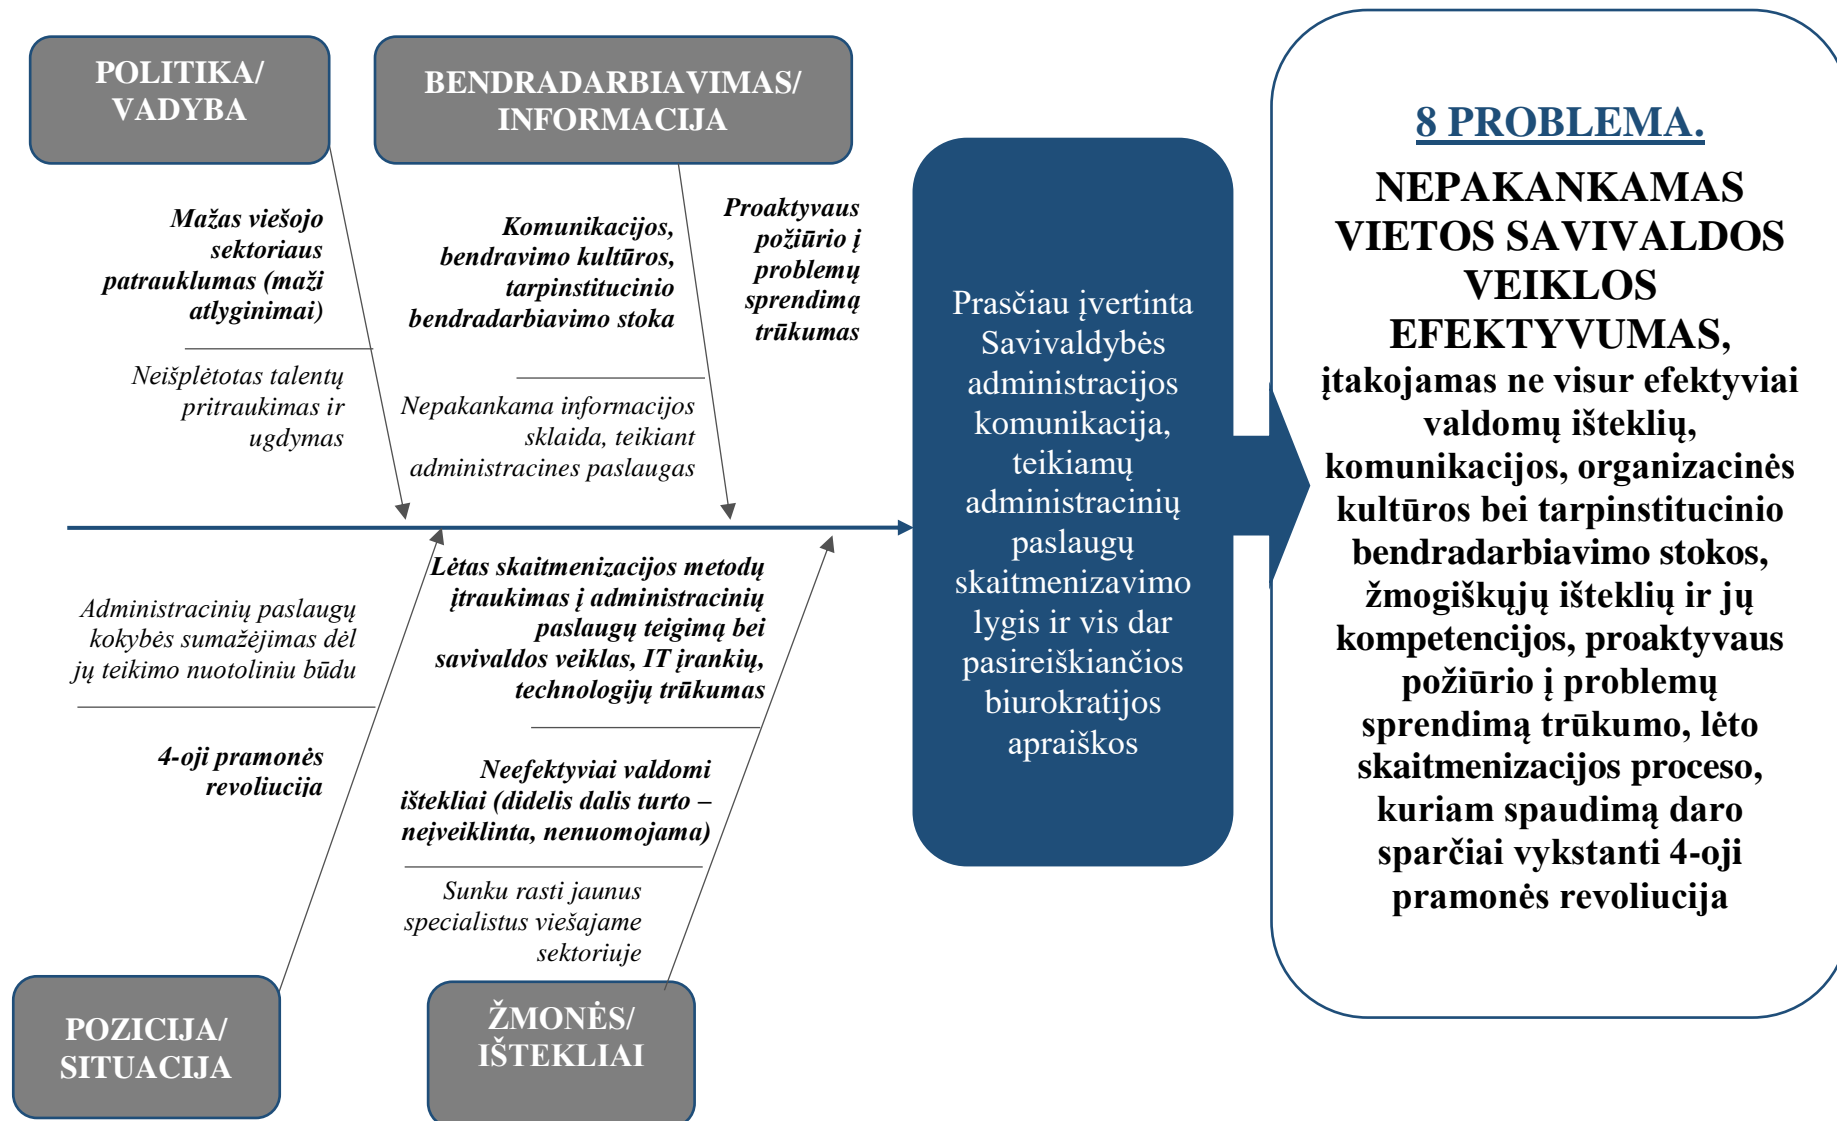 POLITIKA/
VADYBA
BENDRADARBIAVIMAS/
INFORMACIJA
Mažas viešojo
sektoriaus
patrauklumas (maži
atlyginimai)
Neišplėtotas talentų
pritraukimas ir
ugdymas
Komunikacijos,
bendravimo kultūros,
tarpinstitucinio
bendradarbiavimo stoka
Nepakankama informacijos
sklaida, teikiant
administracines paslaugas
Proaktyvaus
požiūrio į
problemų
sprendimą
trūkumas
Administracinių paslaugų
kokybės sumažėjimas dėl
jų teikimo nuotoliniu būdu
4-oji pramonės
revoliucija
Lėtas skaitmenizacijos metodų
įtraukimas į administracinių
paslaugų teigimą bei
savivaldos veiklas, IT įrankių,
technologijų trūkumas
Neefektyviai valdomi
ištekliai (didelis dalis turto –
neįveiklinta, nenuomojama)
Sunku rasti jaunus
specialistus viešajame
sektoriuje
POZICIJA/
SITUACIJA
ŽMONĖS/
IŠTEKLIAI
Prasčiau įvertinta
Savivaldybės
administracijos
komunikacija,
teikiamų
administracinių
paslaugų
skaitmenizavimo
lygis ir vis dar
pasireiškiančios
biurokratijos
apraiškos
8 PROBLEMA.
NEPAKANKAMAS
VIETOS SAVIVALDOS
VEIKLOS
EFEKTYVUMAS,
įtakojamas ne visur efektyviai
valdomų išteklių,
komunikacijos, organizacinės
kultūros bei tarpinstitucinio
bendradarbiavimo stokos,
žmogiškųjų išteklių ir jų
kompetencijos, proaktyvaus
požiūrio į problemų
sprendimą trūkumo, lėto
skaitmenizacijos proceso,
kuriam spaudimą daro
sparčiai vykstanti 4-oji
pramonės revoliucija